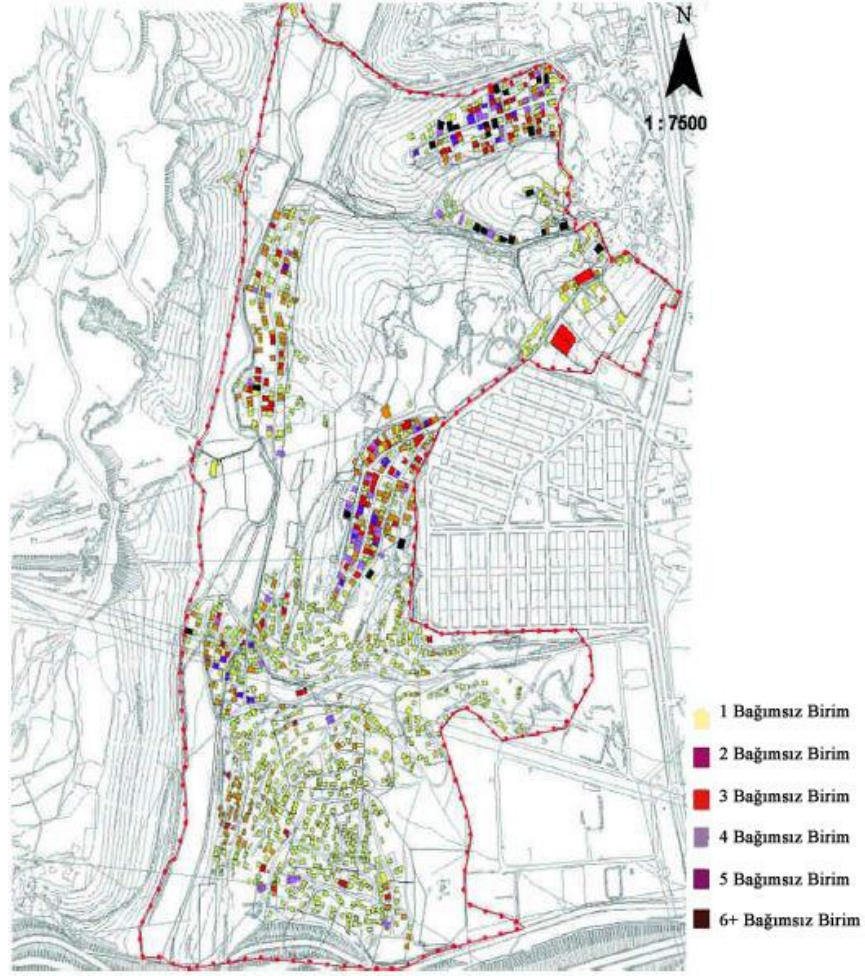 N
1 : 7500
1 Bağımsız Birim
2 Bağımsız Birim
3 Bağımsız Birim
4 Bağımsız Birim
5 Bağımsız Birim
6+ Bağımsız Birim